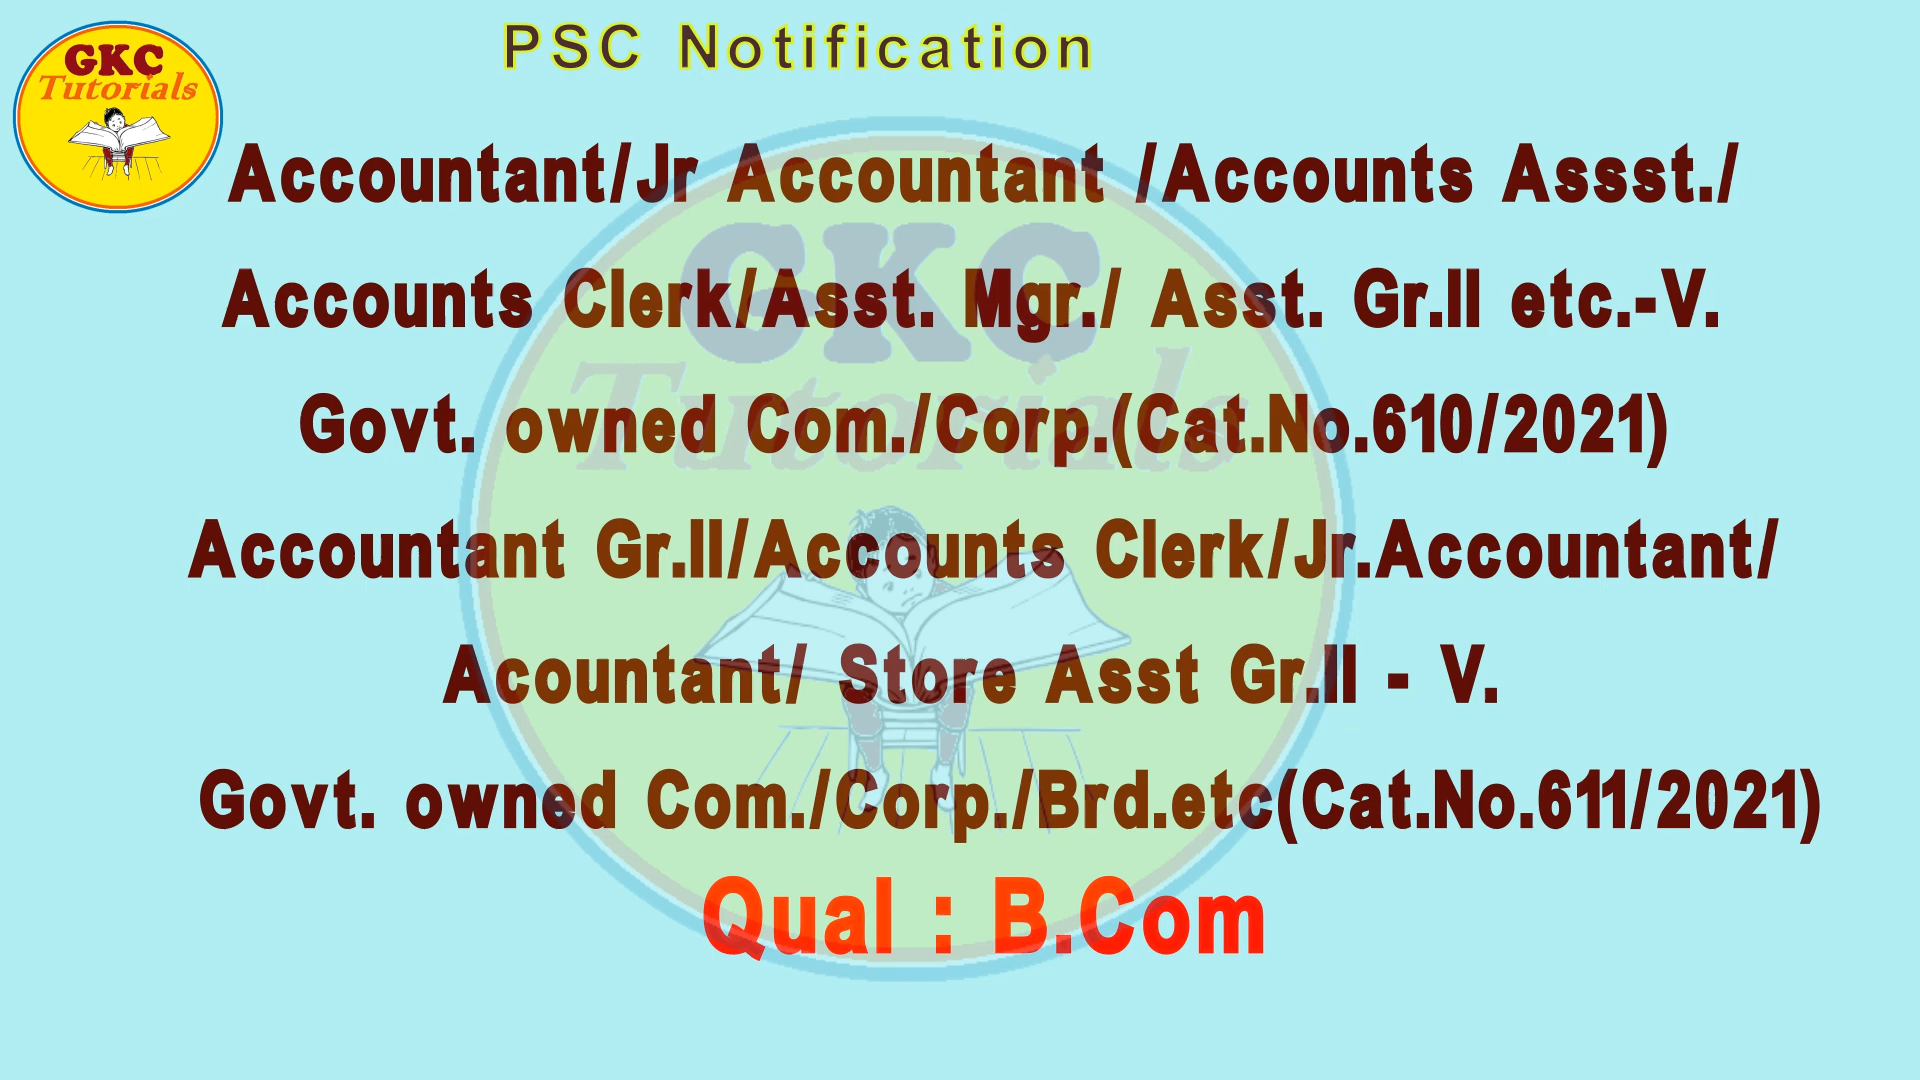 GKC
Tutorials
PSC Notification
Accountant/Jr Accountant /Accounts Assst./
Accounts Clerk/Asst. Mgr./ Asst. Gr.II etc.-V.
Govt. owned Com./Corp.(Cat.No.610/2021)
Accountant Gr.II/Accounts Clerk/Jr.Accountant/
Acountant/ Store Asst Gr.II - V.
Govt. owned Com./Corp./Brd.etc(Cat.No.611/2021)
Qual : B.Com
GKC
Tutorials